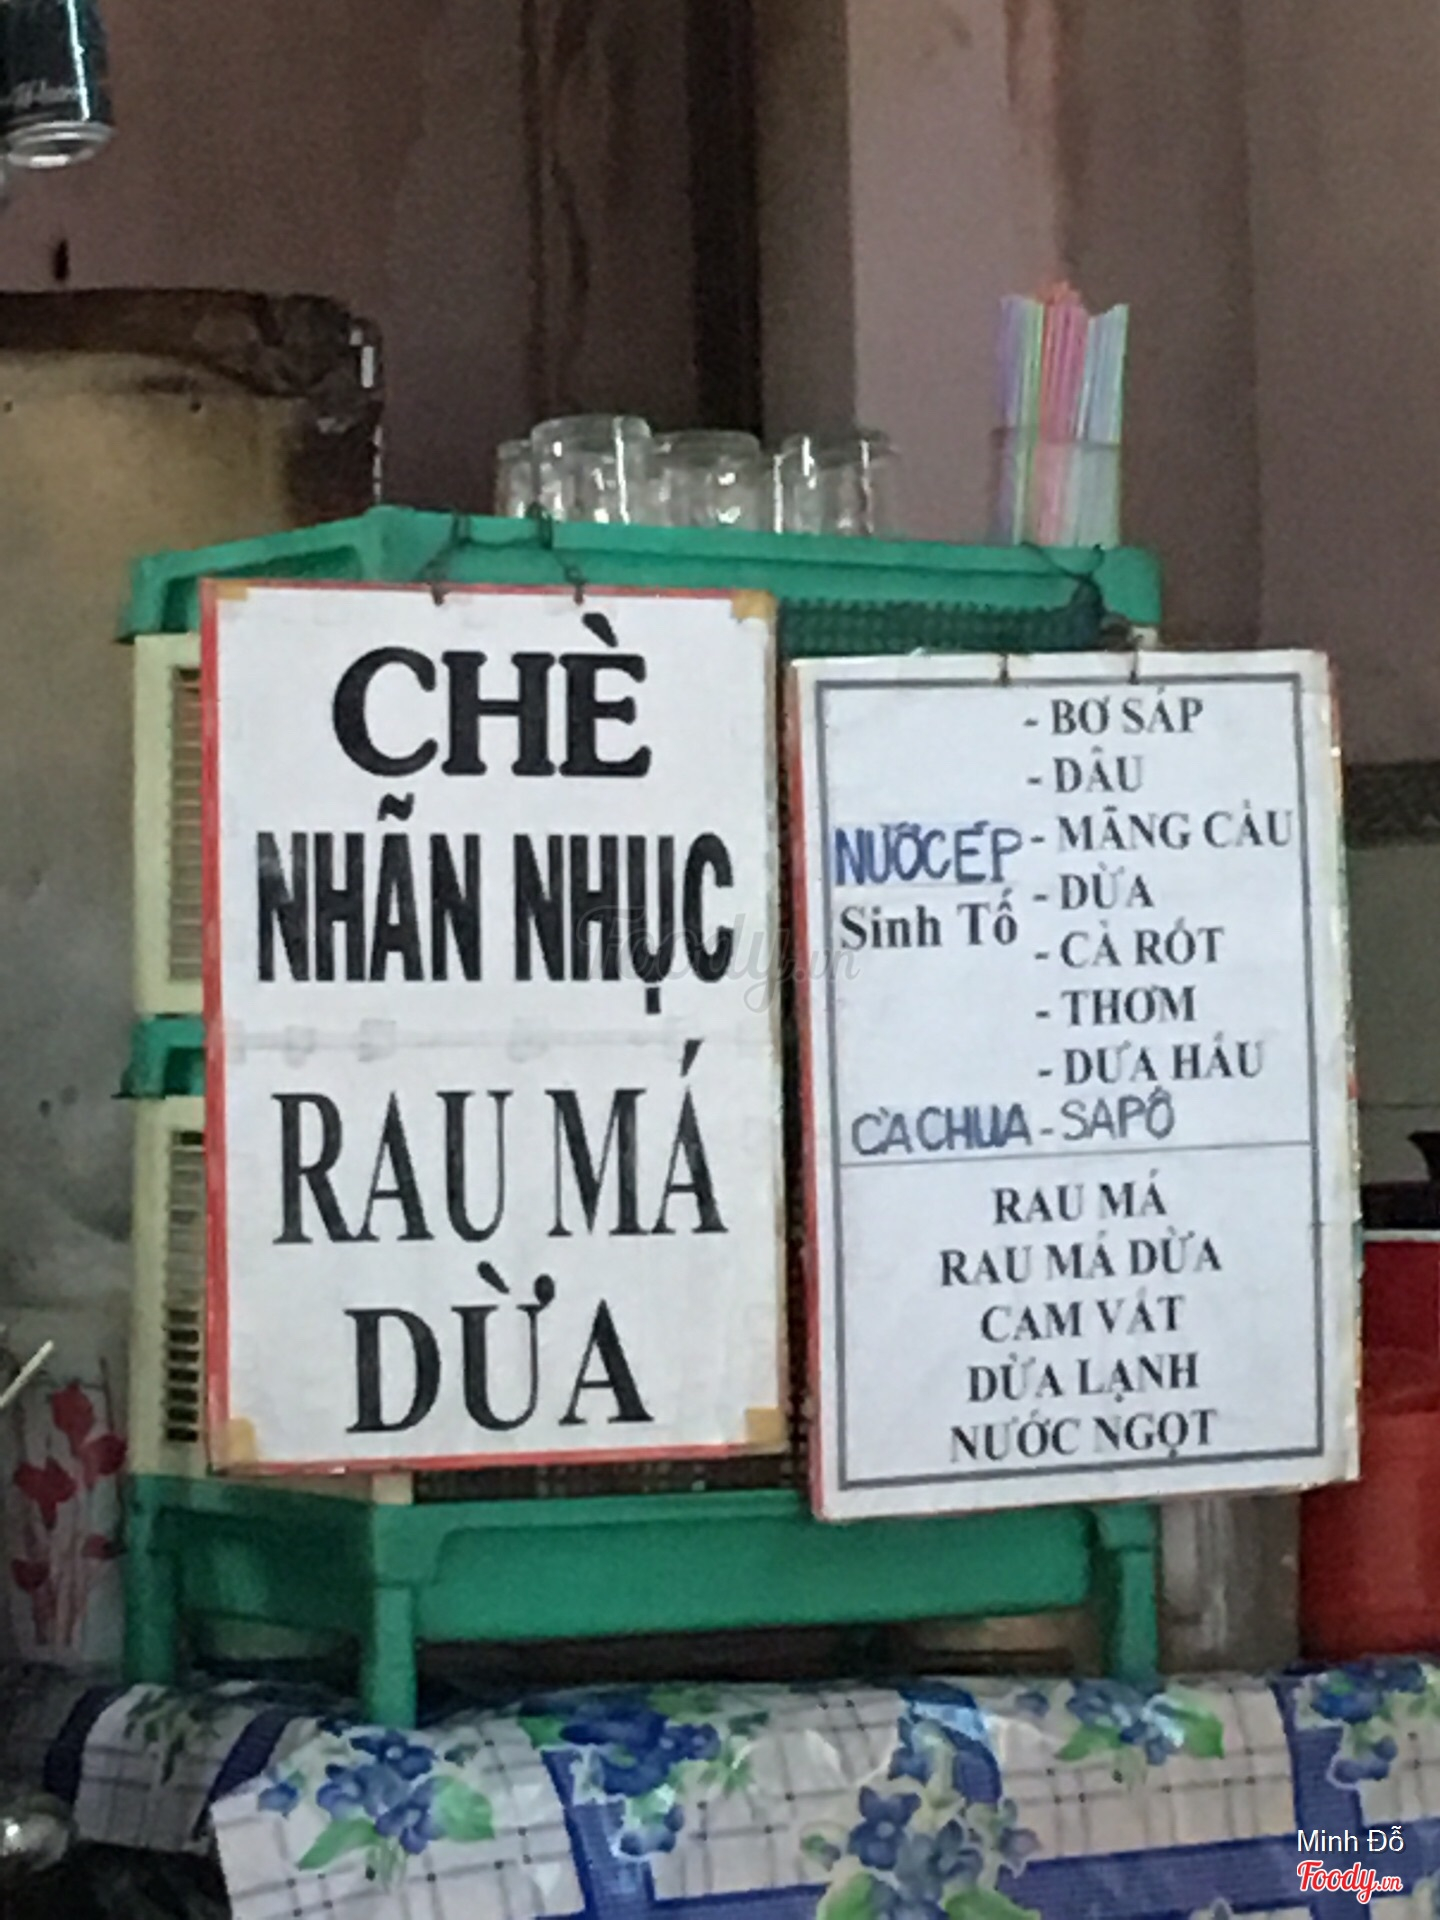 CHÈ
NHÃN NHỤC
RAU MÁ
DỪA
- BƠ SÁP
- DÂU
NƯỚC ÉP - MÃNG CẦU
Sinh Tố - DỪA
- CÀ RỐT
- THƠM
- DƯA HẤU
CÀ CHUA - SAPÔ
RAU MÁ
RAU MÁ DỪA
CAM VẮT
DỪA LẠNH
NƯỚC NGỌT
Foody.vn
Minh Đỗ
Foody.vn